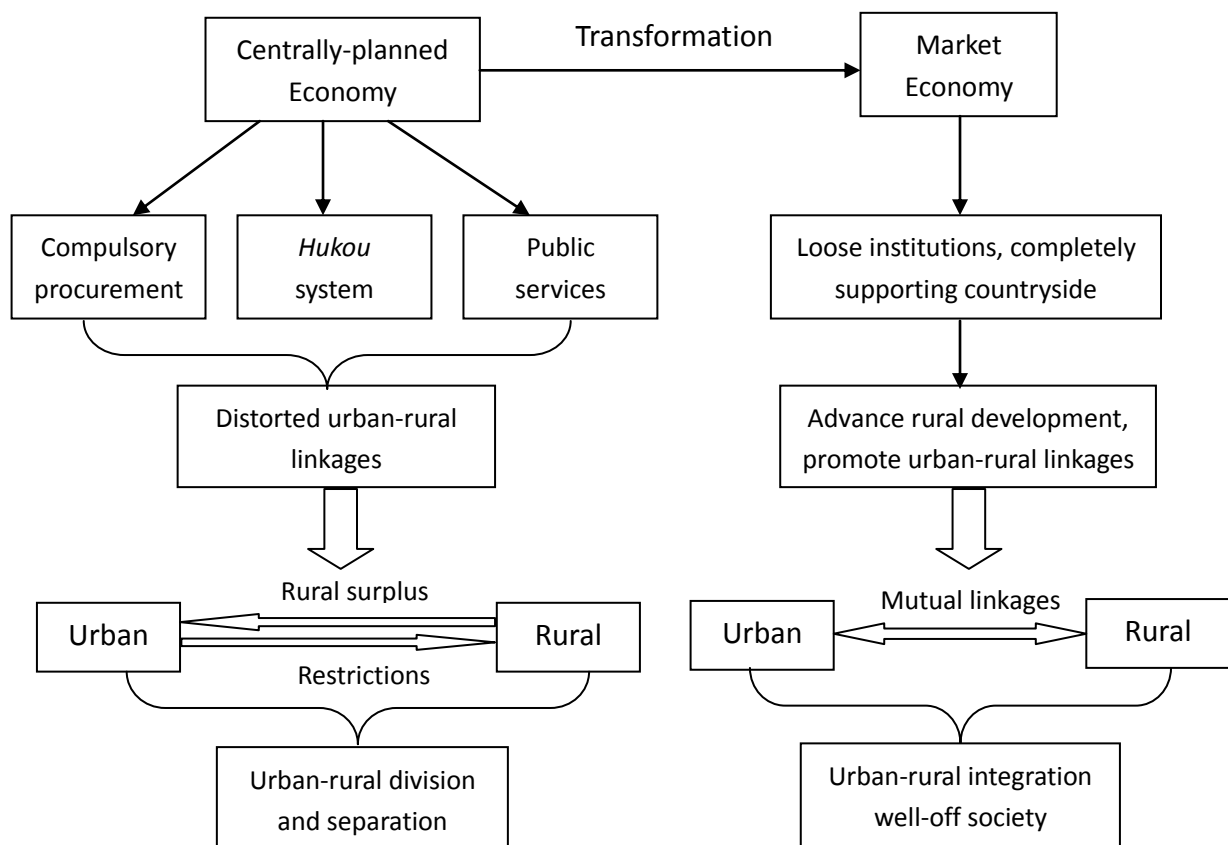 Centrally-planned
Economy
Transformation
Market
Economy
Compulsory
procurement
Hukou
system
Public
services
Loose institutions, completely
supporting countryside
Distorted urban-rural
linkages
Advance rural development,
promote urban-rural linkages
Rural surplus
Urban
Rural
Restrictions
Mutual linkages
Urban
Rural
Urban-rural division
and separation
Urban-rural integration
well-off society